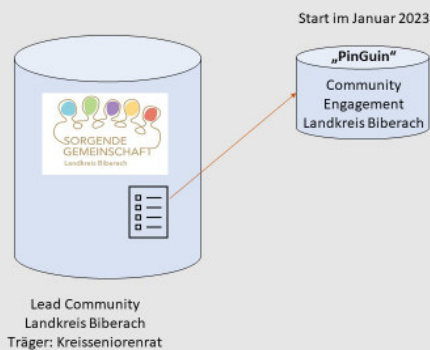 Start im Januar 2023
„PinGuin“
Community
Engagement
Landkreis Biberach
SORGENDE
GEMEINSCHAFT
Landkreis Biberach
Lead Community
Landkreis Biberach
Träger: Kreisseniorenrat